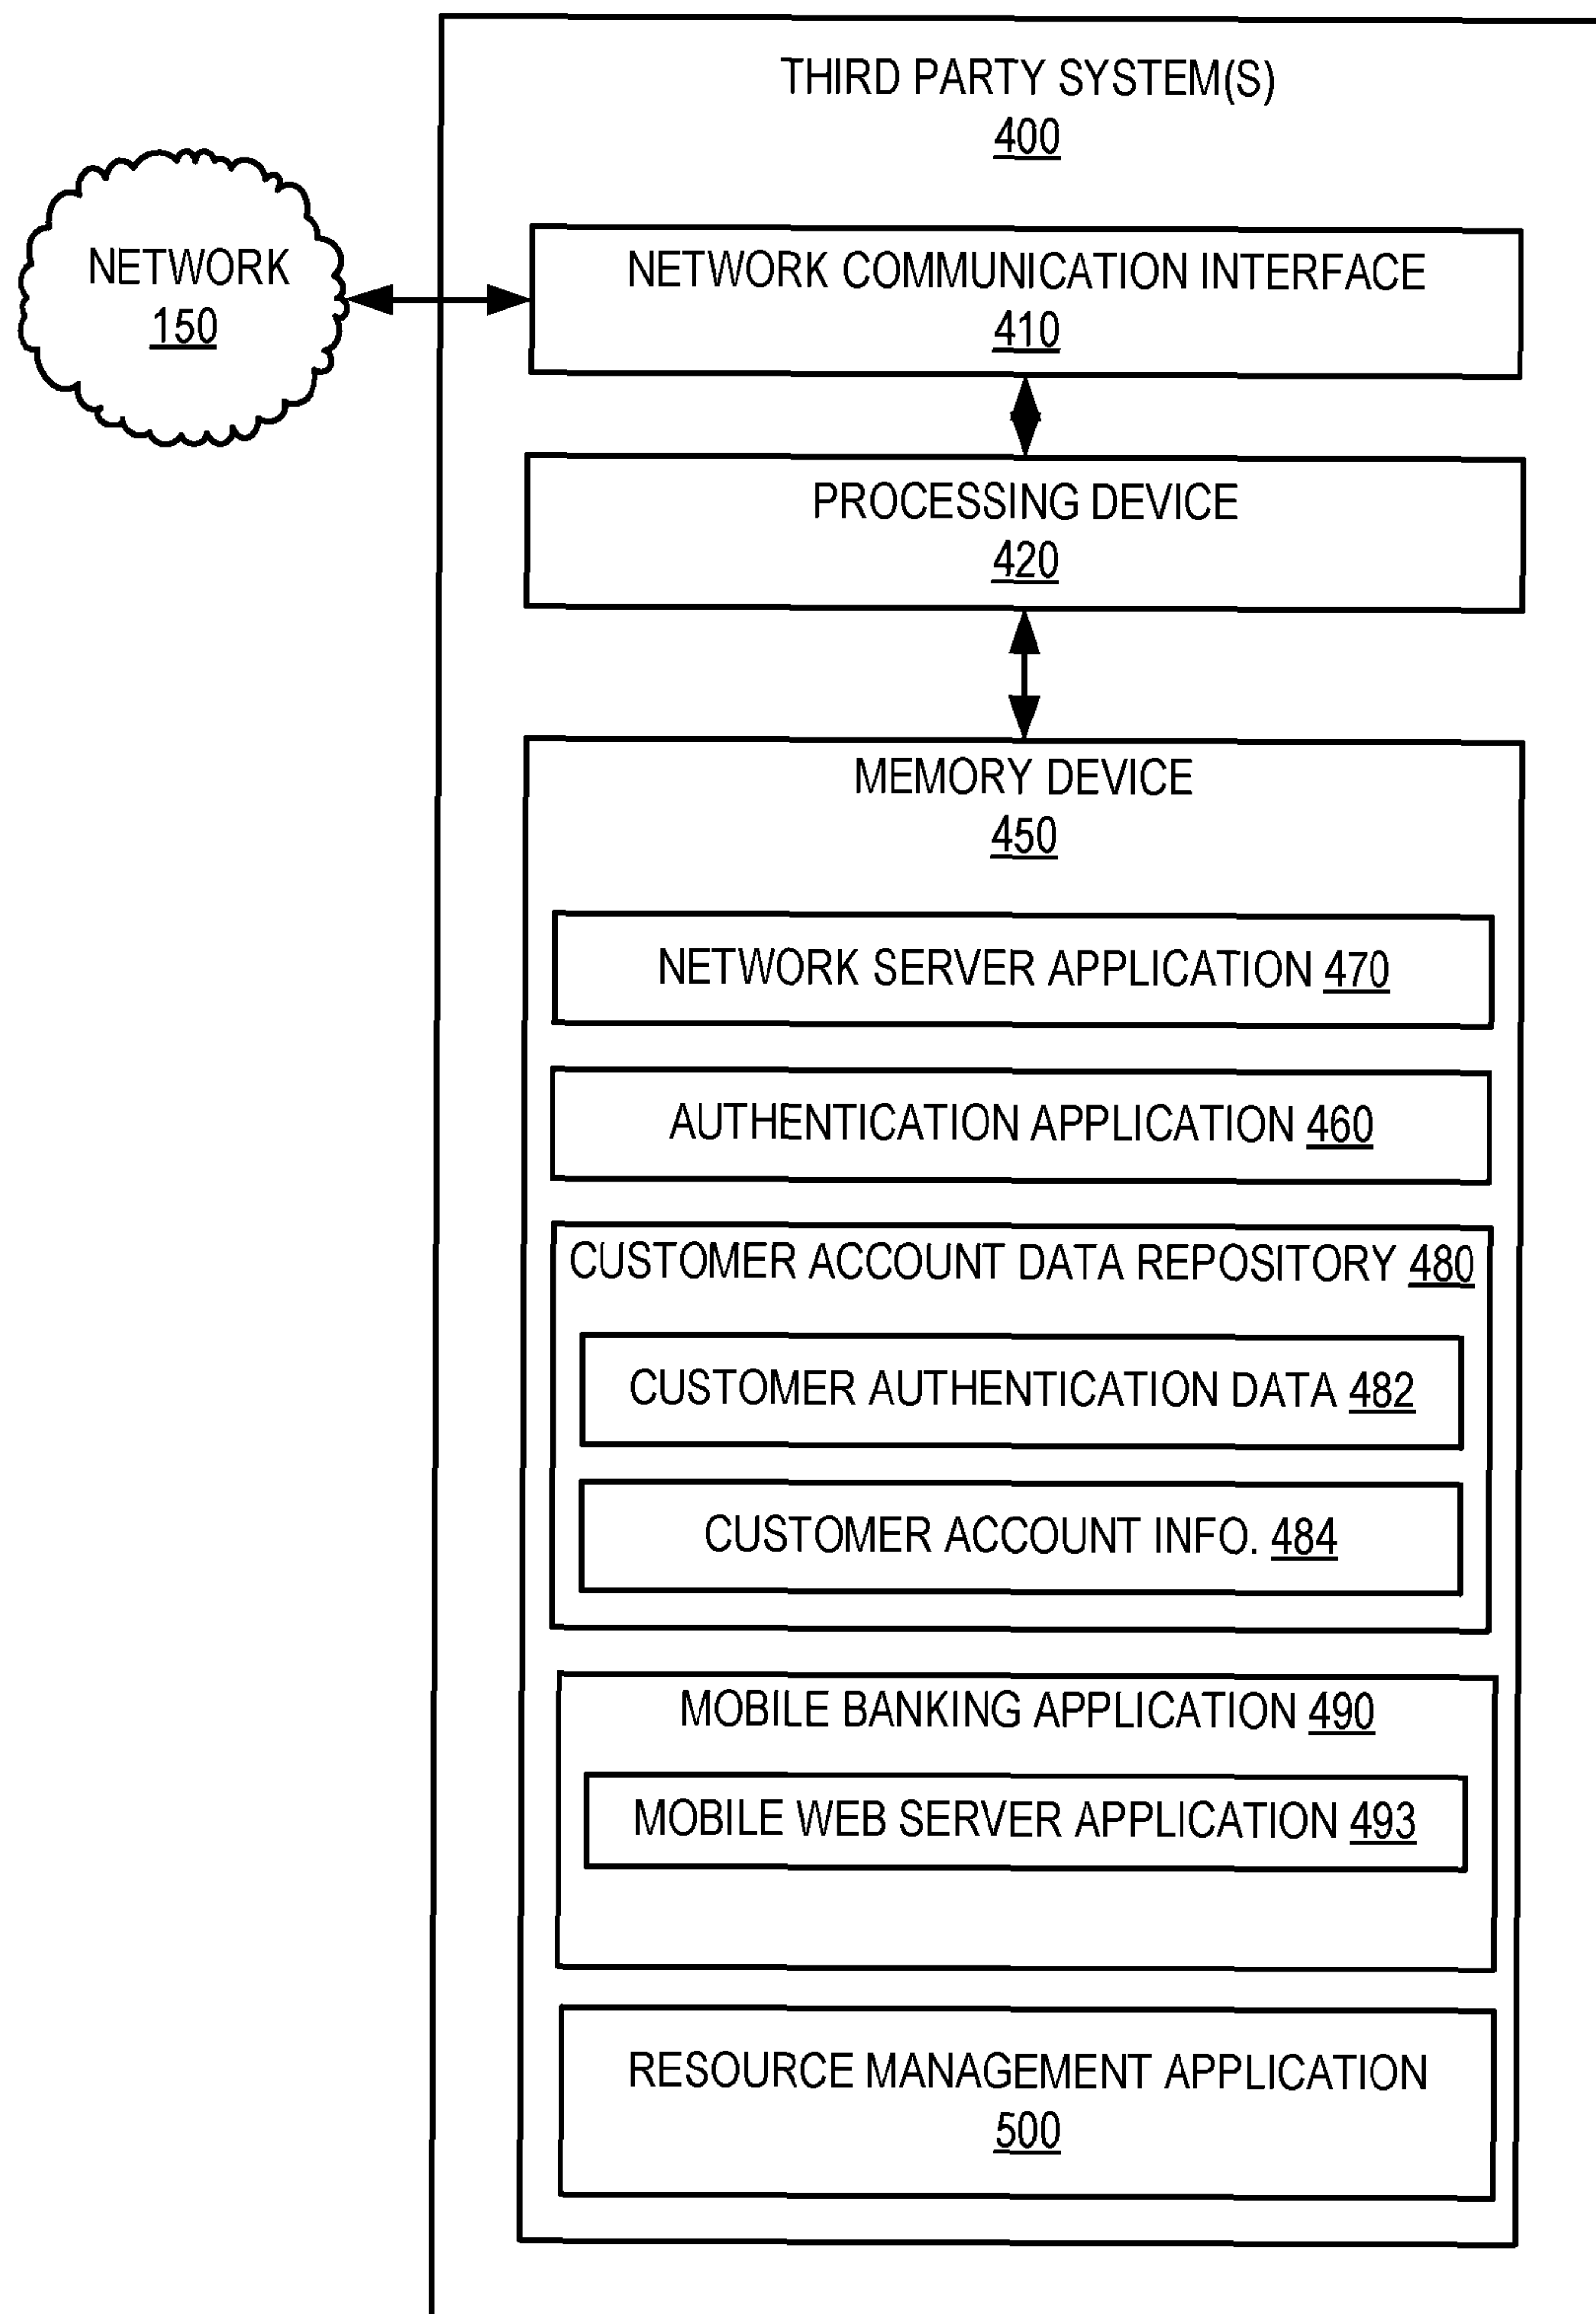 THIRD PARTY SYSTEM(S)
400
NETWORK
150
NETWORK COMMUNICATION INTERFACE
410
PROCESSING DEVICE
420
MEMORY DEVICE
450
NETWORK SERVER APPLICATION 470
AUTHENTICATION APPLICATION 460
CUSTOMER ACCOUNT DATA REPOSITORY 480
CUSTOMER AUTHENTICATION DATA 482
CUSTOMER ACCOUNT INFO. 484
MOBILE BANKING APPLICATION 490
MOBILE WEB SERVER APPLICATION 493
RESOURCE MANAGEMENT APPLICATION
500